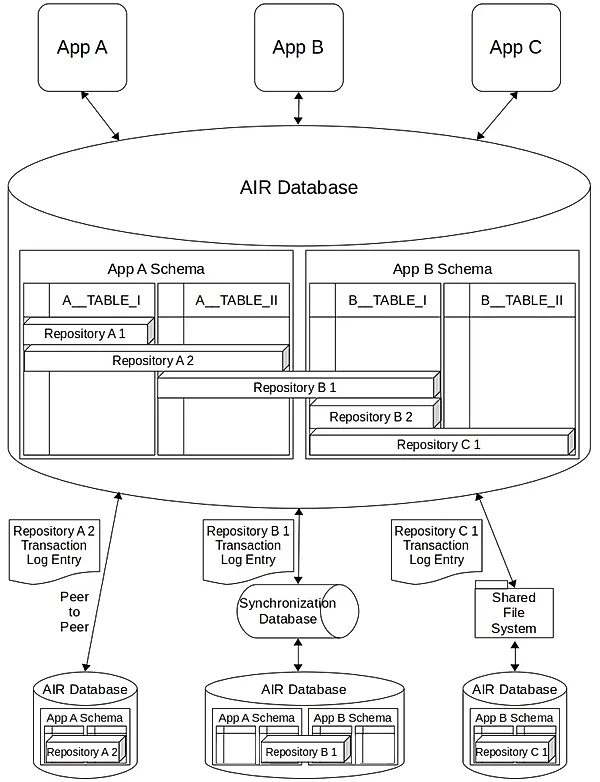 App A
App B
App C
AIR Database
App A Schema
App B Schema
A__TABLE_I
A__TABLE_II
B__TABLE_I
B__TABLE_II
Repository A 1
Repository A 2
Repository B 1
Repository B 2
Repository C 1
Repository A 2
Transaction
Log Entry
Repository B 1
Transaction
Log Entry
Repository C 1
Transaction
Log Entry
Peer
to
Peer
Synchronization
Database
Shared
File
System
AIR Database
App A Schema
Repository A 2
AIR Database
App A Schema
App B Schema
Repository B 1
AIR Database
App B Schema
Repository C 1